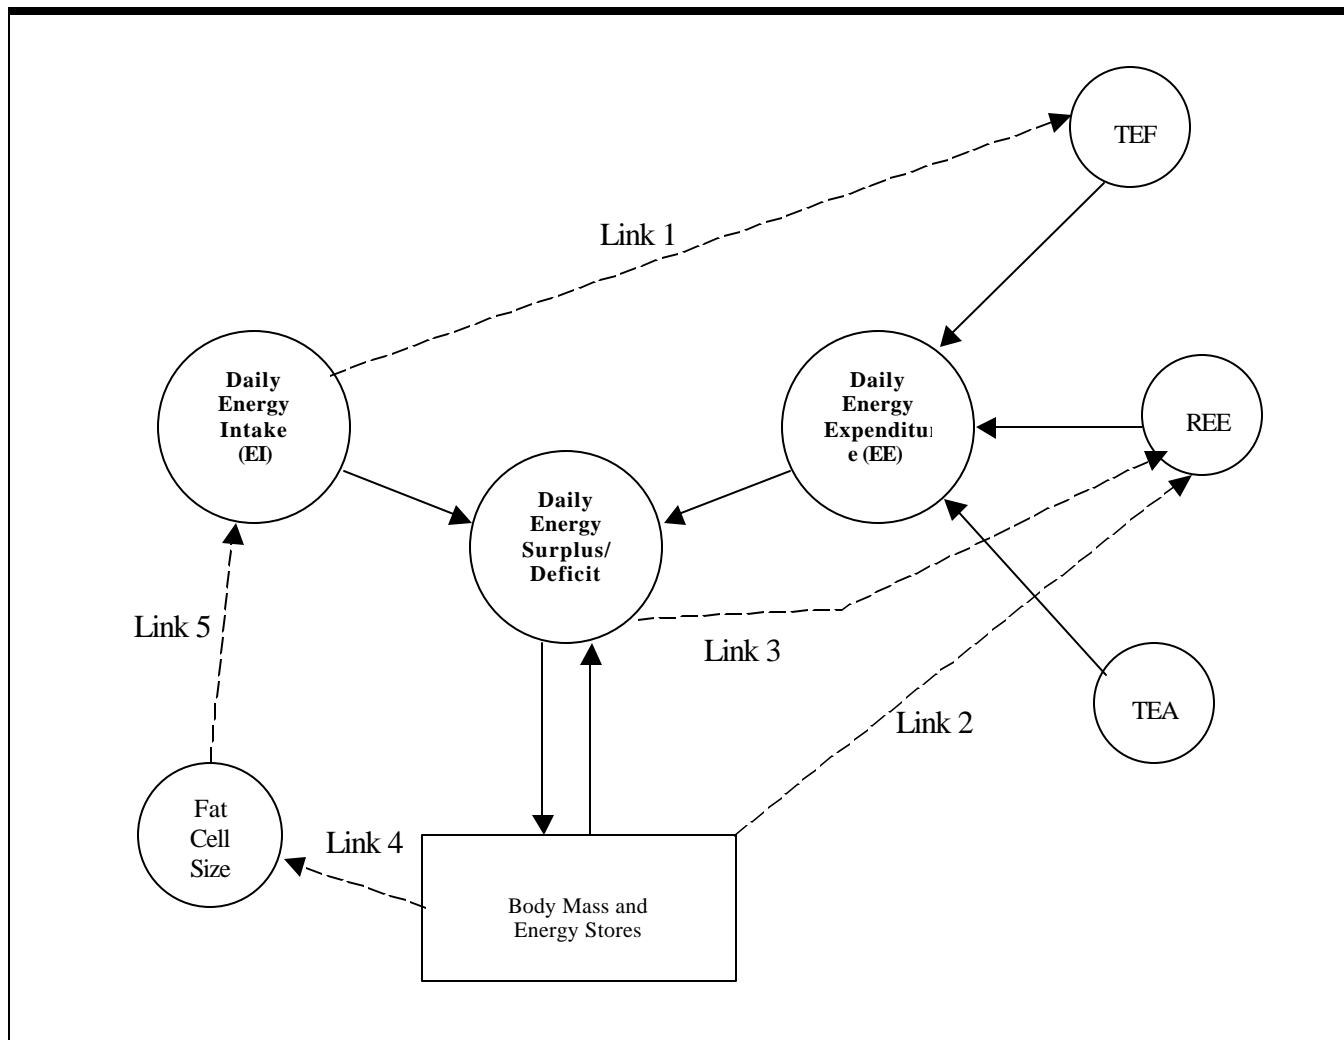 TEF
Link 1
Daily
Energy
Intake
(EI)
Daily
Energy
Expenditur
e (EE)
REE
Daily
Energy
Surplus/
Deficit
Link 5
Link 3
TEA
Link 2
Fat
Cell
Size
Link 4
Body Mass and
Energy Stores